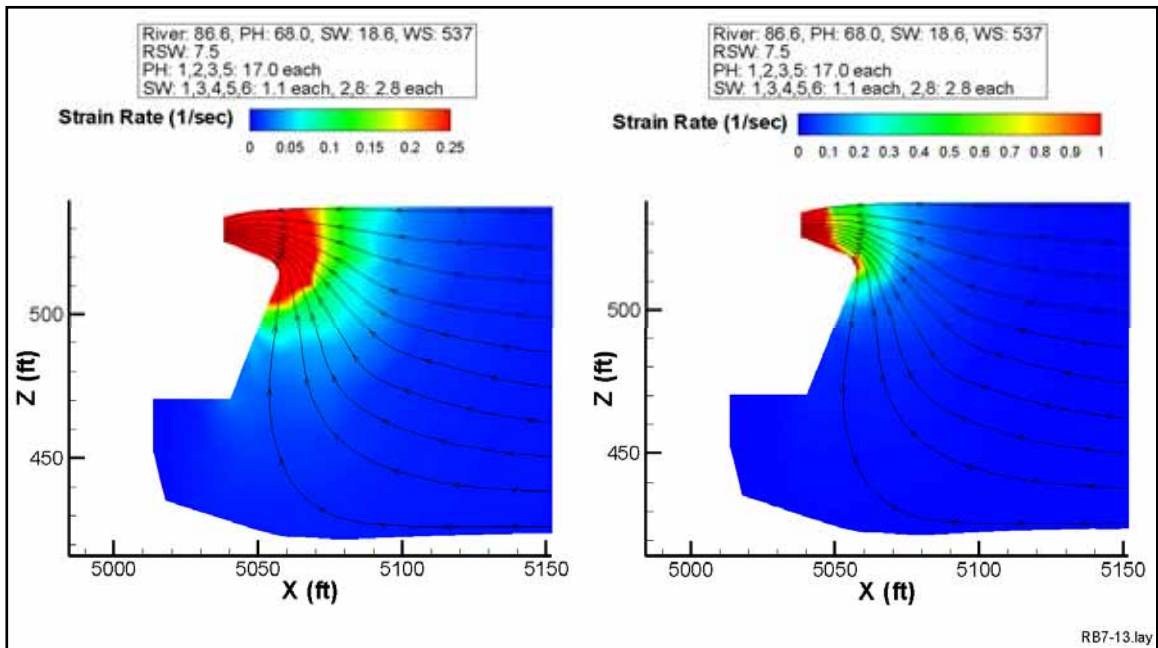 River: 86.6, PH: 68.0, SW: 18.6, WS: 537
RSW: 7.5
PH: 1,2,3,5: 17.0 each
SW: 1,3,4,5,6: 1.1 each, 2,8: 2.8 each
Strain Rate (1/sec)
0 0.05 0.1 0.15 0.2 0.25
500
450
Z (ft)
5000 5050 5100 5150
X (ft)
River: 86.6, PH: 68.0, SW: 18.6, WS: 537
RSW: 7.5
PH: 1,2,3,5: 17.0 each
SW: 1,3,4,5,6: 1.1 each, 2,8: 2.8 each
Strain Rate (1/sec)
0 0.1 0.2 0.3 0.4 0.5 0.6 0.7 0.8 0.9 1
500
450
Z (ft)
5000 5050 5100 5150
X (ft)
RB7-13.lay